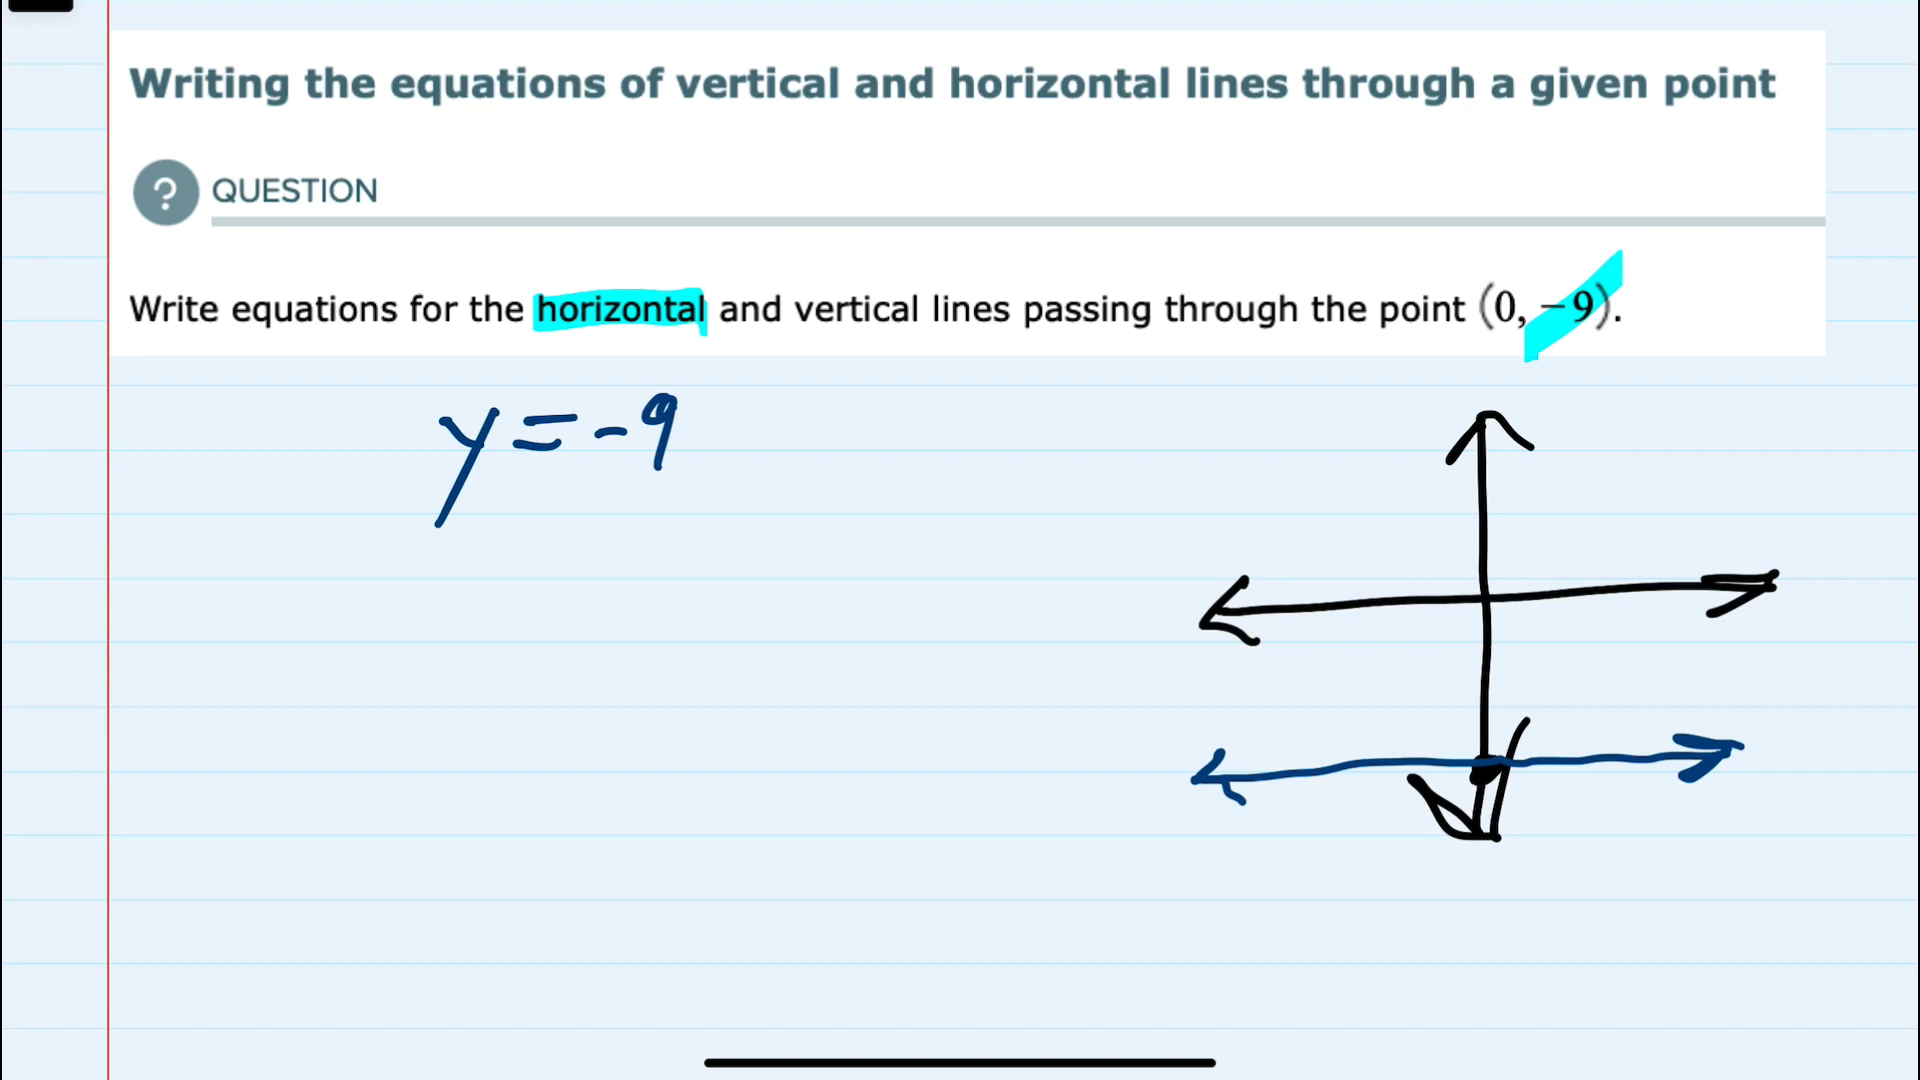 Writing the equations of vertical and horizontal lines through a given point
? QUESTION
Write equations for the horizontal and vertical lines passing through the point (0, −9).
y = -9